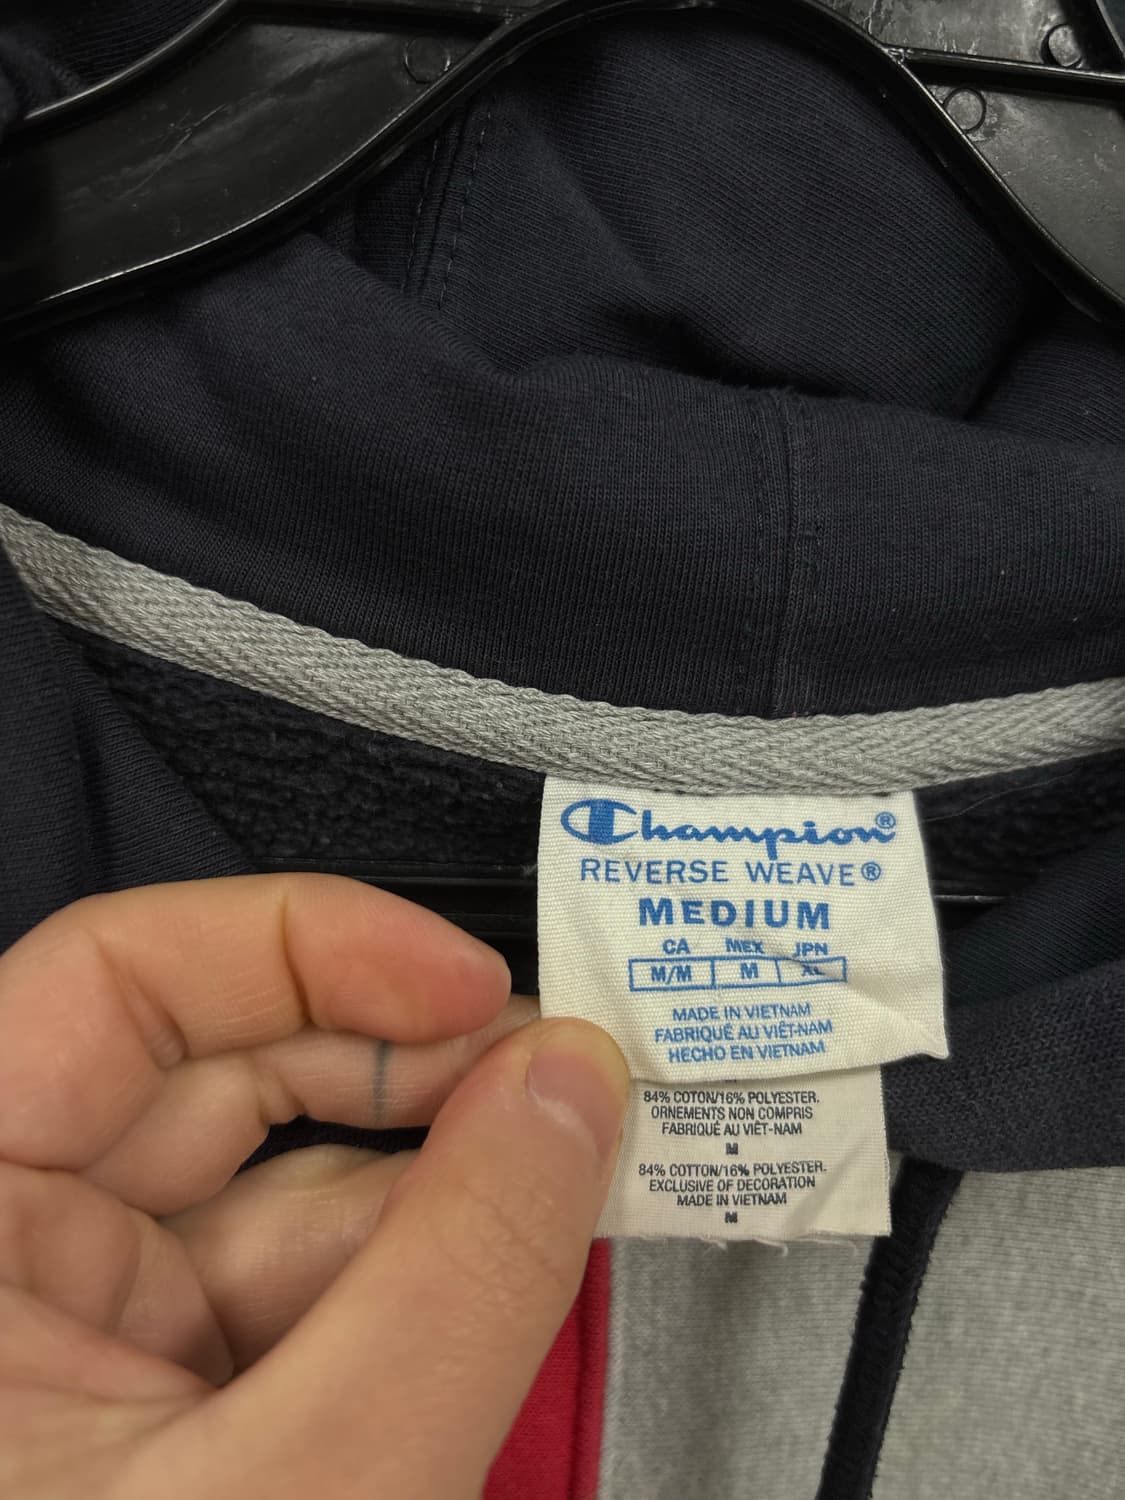 Champion®
REVERSE WEAVE®
MEDIUM
CA MEX JPN
M/M M XL
MADE IN VIETNAM
FABRIQUÉ AU VIÊT-NAM
HECHO EN VIETNAM
84% COTON/16% POLYESTER.
ORNEMENTS NON COMPRIS
FABRIQUÉ AU VIÊT-NAM
M
84% COTTON/16% POLYESTER.
EXCLUSIVE OF DECORATION
MADE IN VIETNAM
M